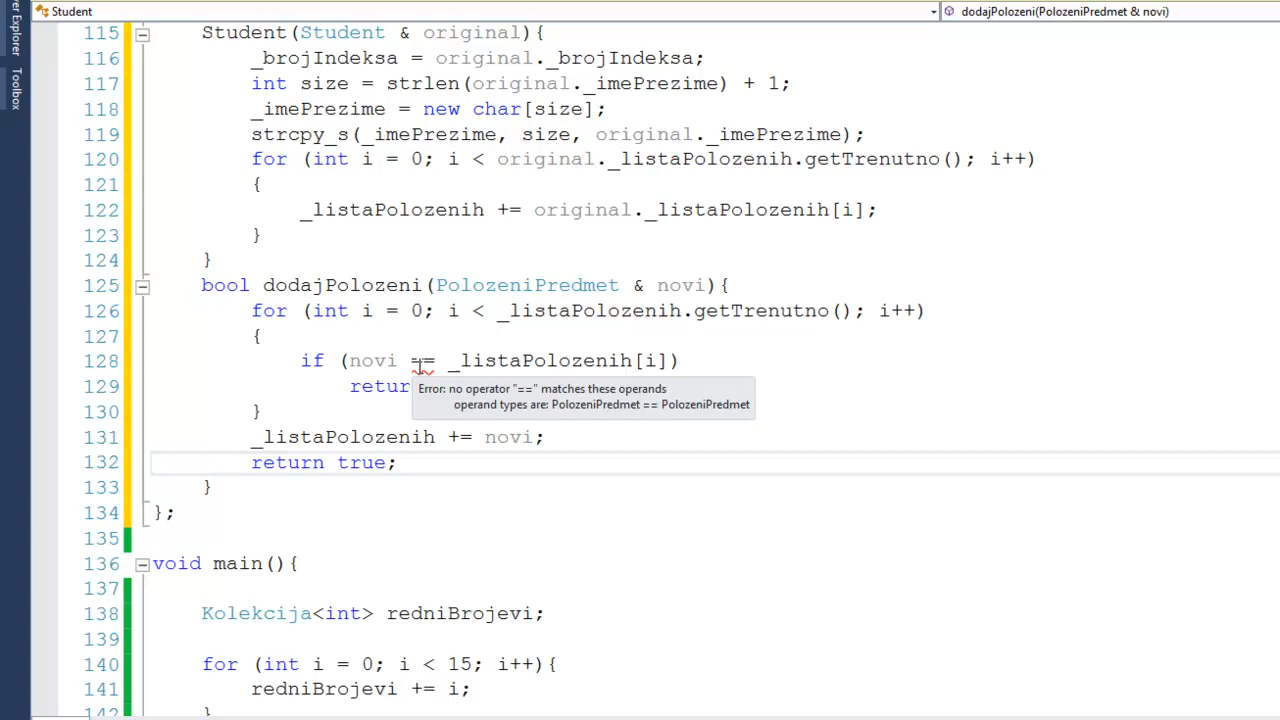 Student
dodajPolozeni(PolozeniPredmet & novi)
Toolbox
115 Student(Student & original){
116 _brojIndeksa = original._brojIndeksa;
117 int size = strlen(original._imePrezime) + 1;
118 _imePrezime = new char[size];
119 strcpy_s(_imePrezime, size, original._imePrezime);
120 for (int i = 0; i < original._listaPolozenih.getTrenutno(); i++)
121 {
122 _listaPolozenih += original._listaPolozenih[i];
123 }
124 }
125 bool dodajPolozeni(PolozeniPredmet & novi){
126 for (int i = 0; i < _listaPolozenih.getTrenutno(); i++)
127 {
128 if (novi == _listaPolozenih[i])
129 retur
Error: no operator "==" matches these operands
operand types are: PolozeniPredmet == PolozeniPredmet
130 }
131 _listaPolozenih += novi;
132 return true;
133 }
134 };
135
136 void main(){
137
138 Kolekcija<int> redniBrojevi;
139
140 for (int i = 0; i < 15; i++){
141 redniBrojevi += i;
142 }